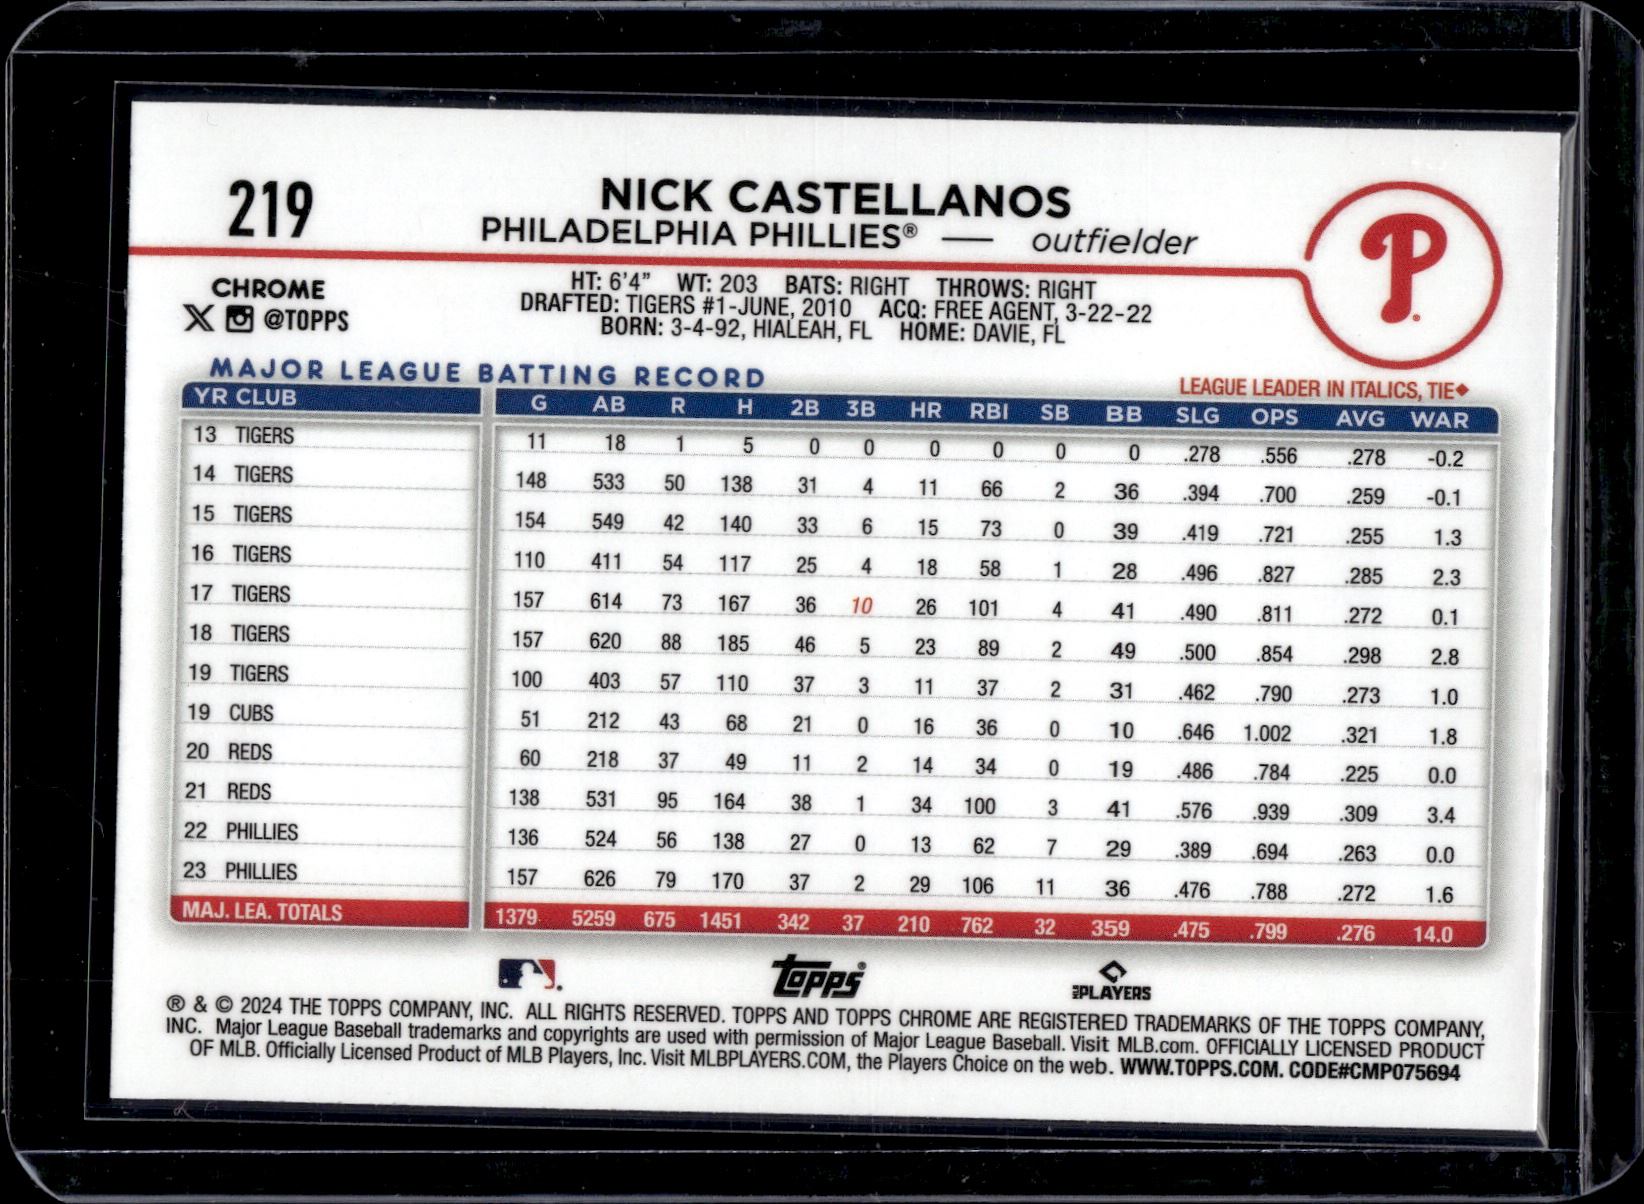 219
NICK CASTELLANOS
PHILADELPHIA PHILLIES® — outfielder
P.
CHROME
X @TOPPS
HT: 6'4" WT: 203 BATS: RIGHT THROWS: RIGHT
DRAFTED: TIGERS #1-JUNE, 2010 ACQ: FREE AGENT, 3-22-22
BORN: 3-4-92, HIALEAH, FL HOME: DAVIE, FL
MAJOR LEAGUE BATTING RECORD
LEAGUE LEADER IN ITALICS, TIE◆
YR CLUB G AB R H 2B 3B HR RBI SB BB SLG OPS AVG WAR
13 TIGERS 11 18 1 5 0 0 0 0 0 0 .278 .556 .278 -0.2
14 TIGERS 148 533 50 138 31 4 11 66 2 36 .394 .700 .259 -0.1
15 TIGERS 154 549 42 140 33 6 15 73 0 39 .419 .721 .255 1.3
16 TIGERS 110 411 54 117 25 4 18 58 1 28 .496 .827 .285 2.3
17 TIGERS 157 614 73 167 36 10 26 101 4 41 .490 .811 .272 0.1
18 TIGERS 157 620 88 185 46 5 23 89 2 49 .500 .854 .298 2.8
19 TIGERS 100 403 57 110 37 3 11 37 2 31 .462 .790 .273 1.0
19 CUBS 51 212 43 68 21 0 16 36 0 10 .646 1.002 .321 1.8
20 REDS 60 218 37 49 11 2 14 34 0 19 .486 .784 .225 0.0
21 REDS 138 531 95 164 38 1 34 100 3 41 .576 .939 .309 3.4
22 PHILLIES 136 524 56 138 27 0 13 62 7 29 .389 .694 .263 0.0
23 PHILLIES 157 626 79 170 37 2 29 106 11 36 .476 .788 .272 1.6
MAJ. LEA. TOTALS 1379 5259 675 1451 342 37 210 762 32 359 .475 .799 .276 14.0
Topps®
MLB PLAYERS
® & © 2024 THE TOPPS COMPANY, INC. ALL RIGHTS RESERVED. TOPPS AND TOPPS CHROME ARE REGISTERED TRADEMARKS OF THE TOPPS COMPANY,
INC. Major League Baseball trademarks and copyrights are used with permission of Major League Baseball. Visit MLB.com. OFFICIALLY LICENSED PRODUCT
OF MLB. Officially Licensed Product of MLB Players, Inc. Visit MLBPLAYERS.COM, the Players Choice on the web. WWW.TOPPS.COM. CODE#CMP075694